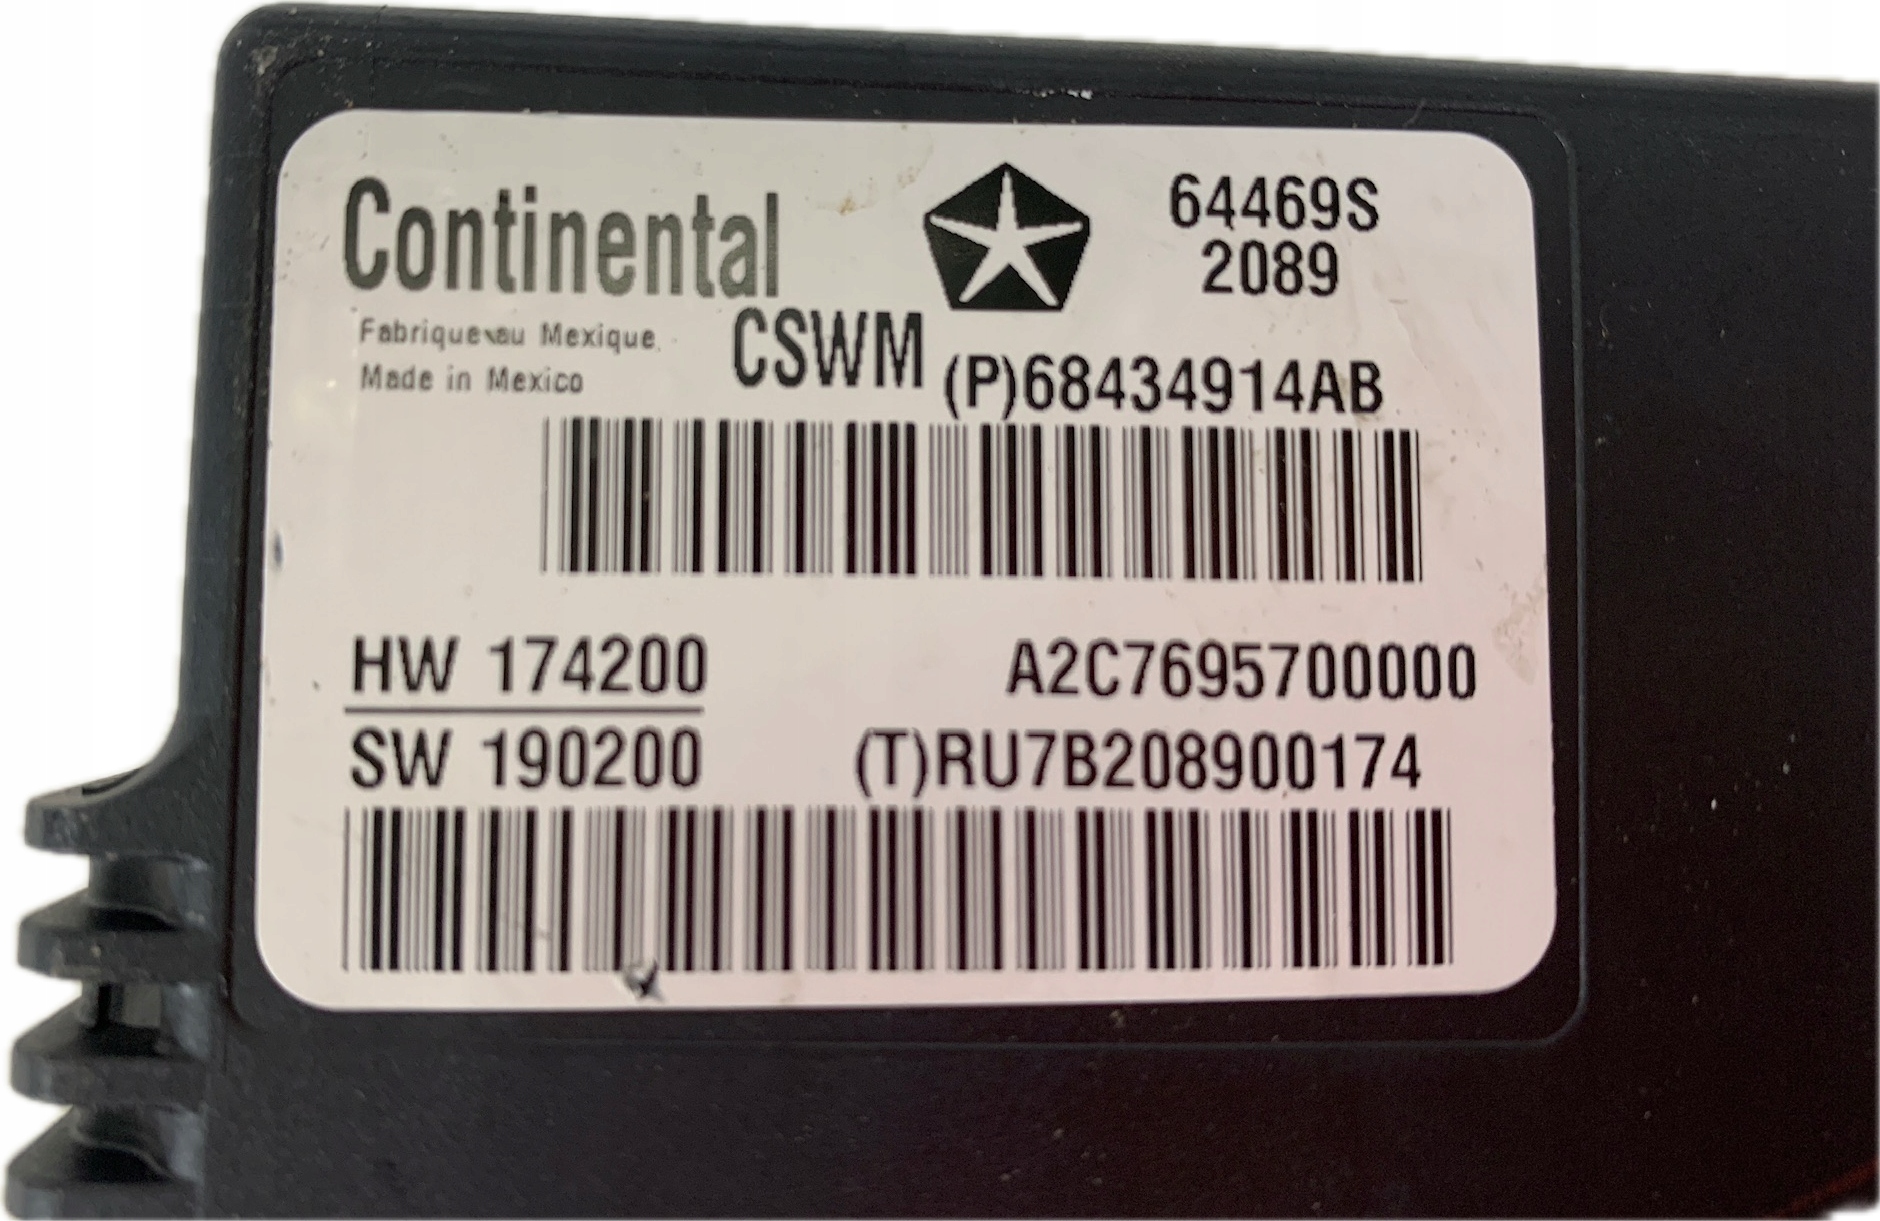 Continental
64469S
2089
Fabrique au Mexique
Made in Mexico
CSWM
(P)68434914AB
HW 174200
A2C7695700000
SW 190200
(T)RU7B208900174